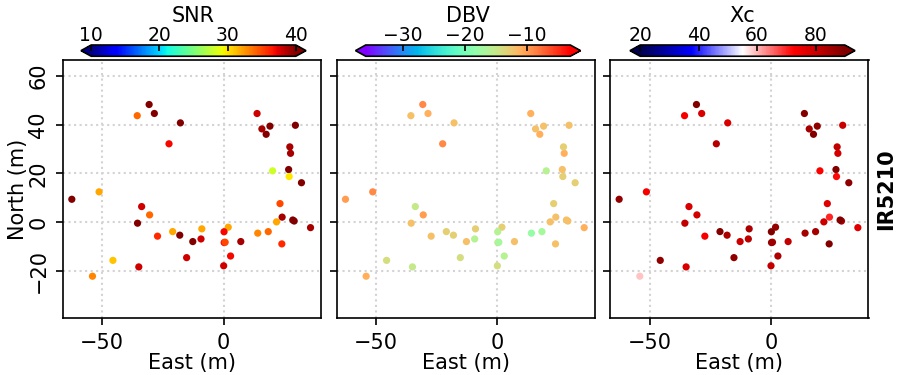 SNR
DBV
Xc
10 20 30 40
−30 −20 −10
20 40 60 80
60
40
20
0
−20
North (m)
−50 0
−50 0
−50 0
East (m)
East (m)
East (m)
IR5210